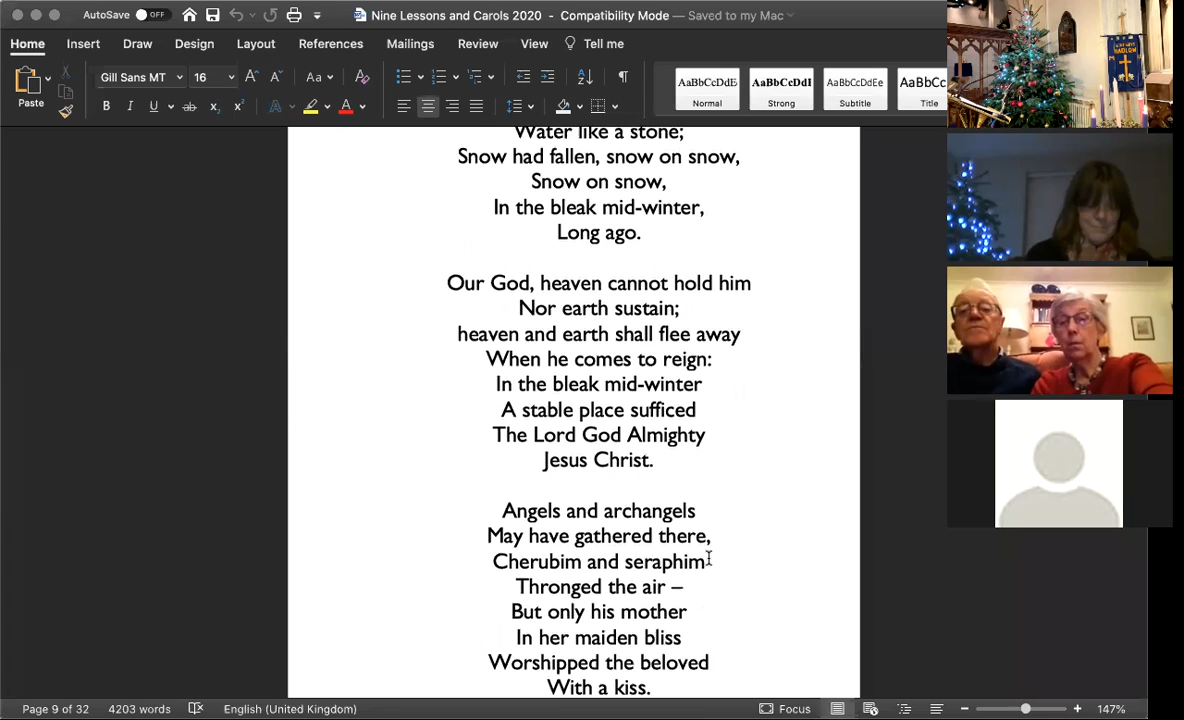 AutoSave OFF
Nine Lessons and Carols 2020 - Compatibility Mode — Saved to my Mac
Home Insert Draw Design Layout References Mailings Review View Tell me
Paste
Gill Sans MT 16
AaBbCcDdE AaBbCcDdI AaBbCcDdEe AaBbCcDc
Normal Strong Subtitle Title
Water like a stone;
Snow had fallen, snow on snow,
Snow on snow,
In the bleak mid-winter,
Long ago.
Our God, heaven cannot hold him
Nor earth sustain;
heaven and earth shall flee away
When he comes to reign:
In the bleak mid-winter
A stable place sufficed
The Lord God Almighty
Jesus Christ.
Angels and archangels
May have gathered there,
Cherubim and seraphim
Thronged the air –
But only his mother
In her maiden bliss
Worshipped the beloved
With a kiss.
Page 9 of 32 4203 words English (United Kingdom) Focus 147%